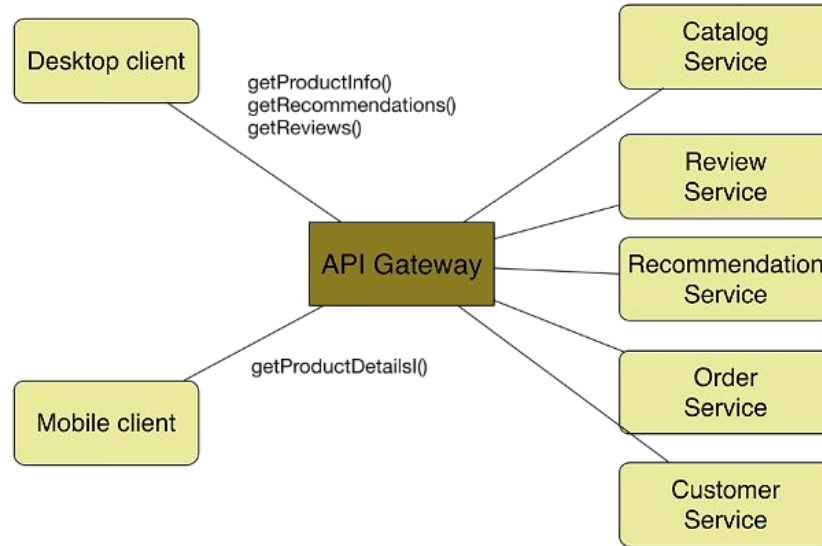 Desktop client
getProductInfo()
getRecommendations()
getReviews()
API Gateway
getProductDetailsI()
Mobile client
Catalog
Service
Review
Service
Recommendation
Service
Order
Service
Customer
Service